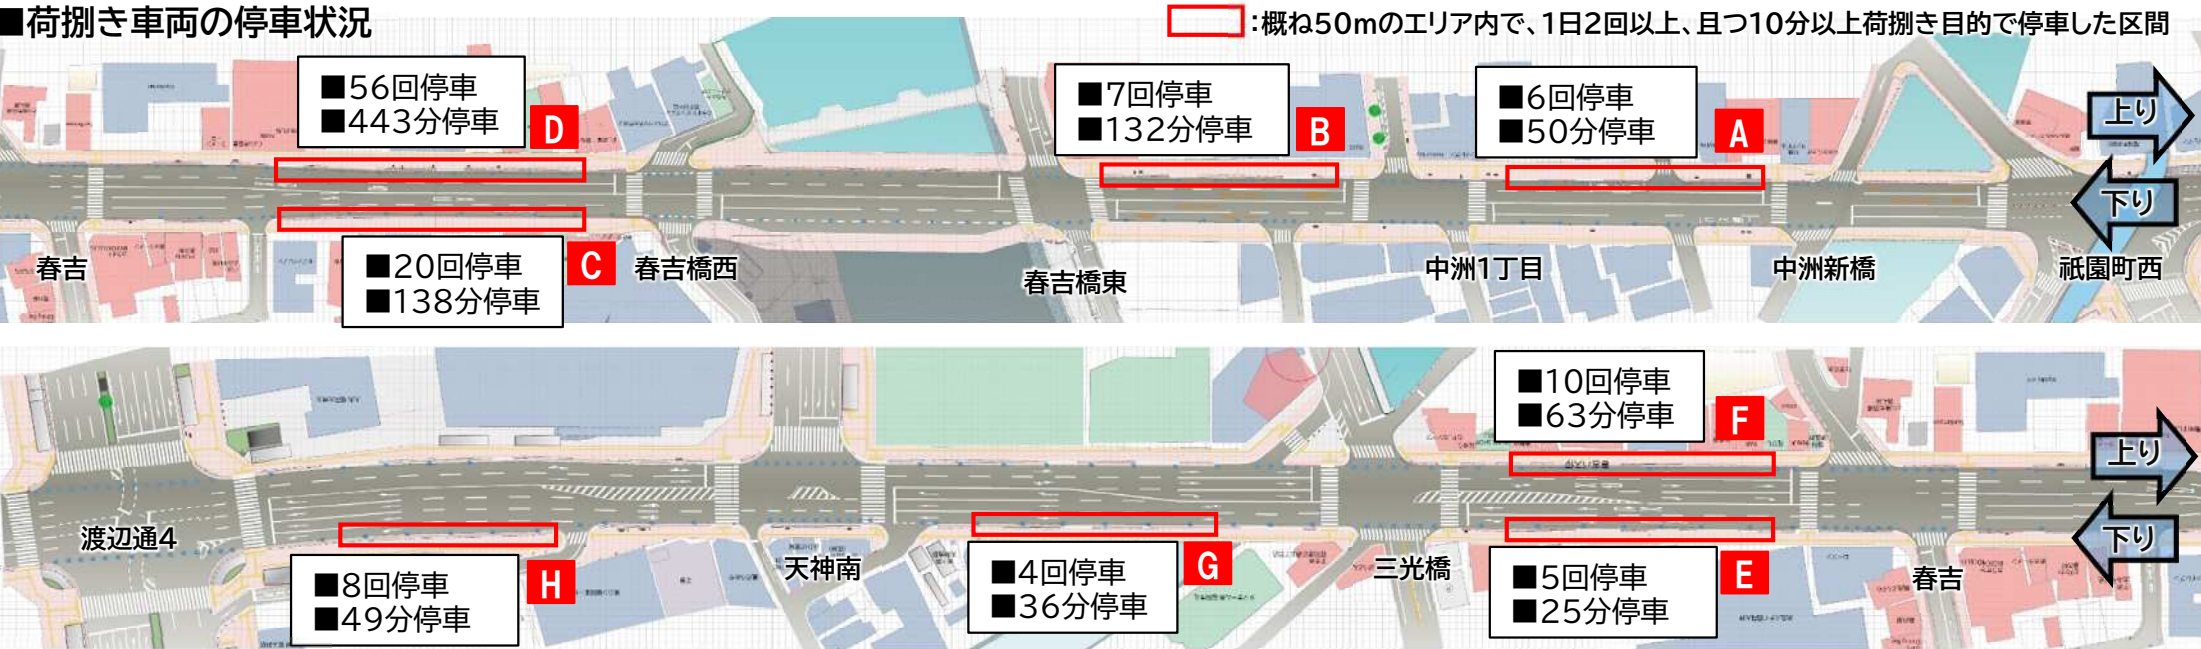 ■荷捌き車両の停車状況
:概ね50mのエリア内で、1日2回以上、且つ10分以上荷捌き目的で停車した区間
■56回停車
■443分停車
D
■7回停車
■132分停車
B
■6回停車
■50分停車
A
上り
下り
■20回停車
■138分停車
C
春吉
春吉橋西
春吉橋東
中洲1丁目
中洲新橋
祇園町西
■10回停車
■63分停車
F
上り
下り
渡辺通4
■8回停車
■49分停車
H
天神南
■4回停車
■36分停車
G
三光橋
■5回停車
■25分停車
E
春吉